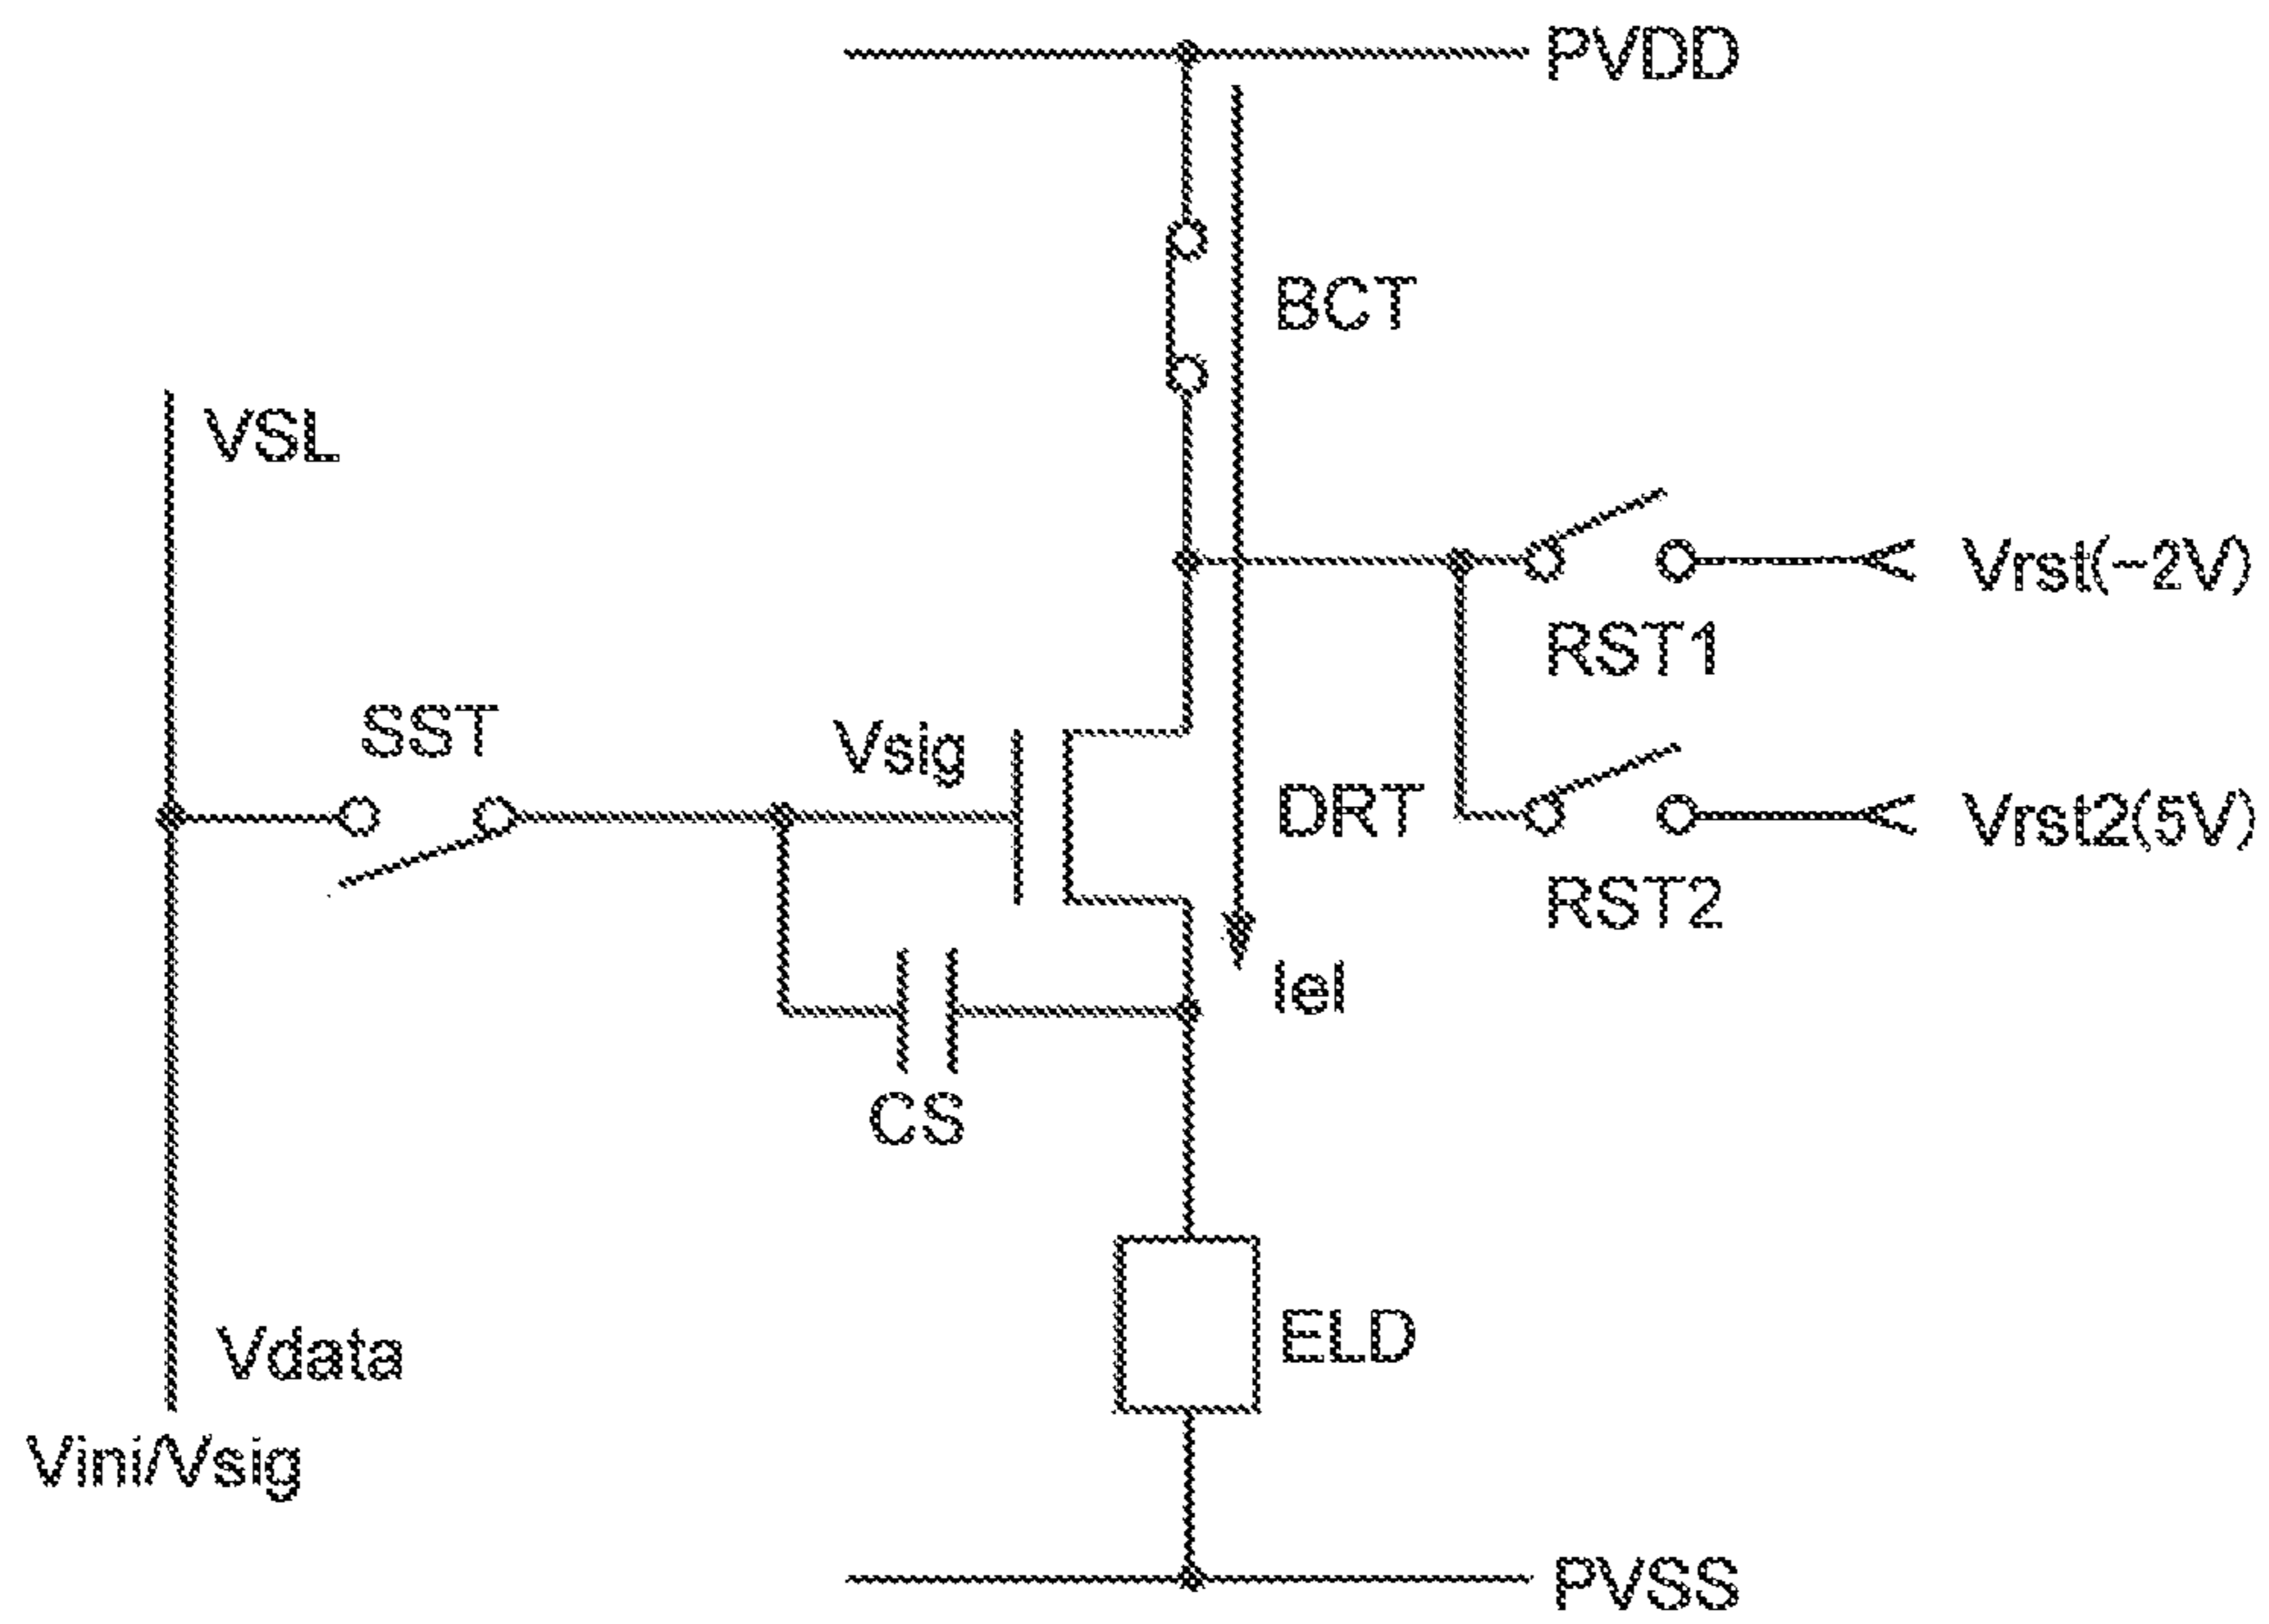 PVDD
BCT
VSL
Vrst(-2V)
RST1
SST
Vsig
DRT
Vrst2(5V)
RST2
Iel
CS
ELD
Vdata
Vini/Vsig
PVSS